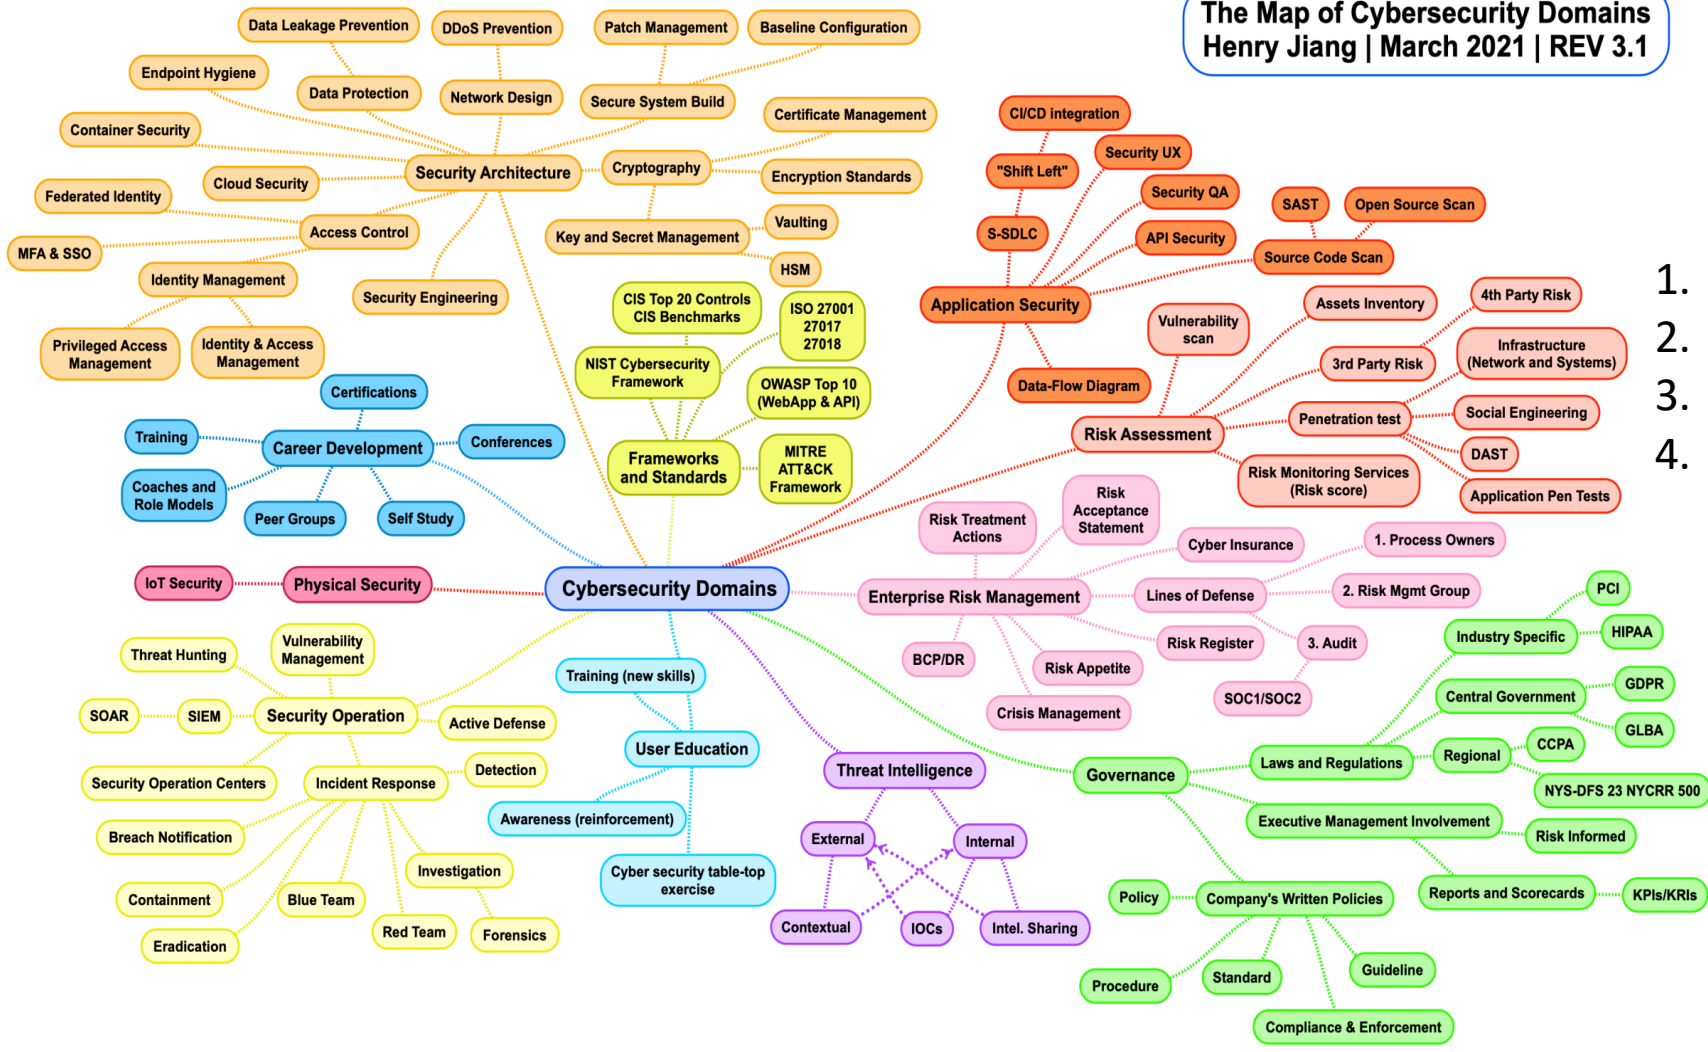 The Map of Cybersecurity Domains
Henry Jiang | March 2021 | REV 3.1
Data Leakage Prevention
DDoS Prevention
Patch Management
Baseline Configuration
Endpoint Hygiene
Data Protection
Network Design
Secure System Build
Container Security
Certificate Management
Security Architecture
Cryptography
Encryption Standards
Cloud Security
Federated Identity
Access Control
MFA & SSO
Key and Secret Management
Vaulting
HSM
Identity Management
Security Engineering
Privileged Access
Management
Identity & Access
Management
CI/CD integration
"Shift Left"
Security UX
Security QA
S-SDLC
API Security
SAST
Open Source Scan
Source Code Scan
Application Security
Data-Flow Diagram
1.
2.
3.
4.
CIS Top 20 Controls
CIS Benchmarks
ISO 27001
27017
27018
NIST Cybersecurity
Framework
OWASP Top 10
(WebApp & API)
Frameworks
and Standards
MITRE
ATT&CK
Framework
Vulnerability
scan
Assets Inventory
4th Party Risk
3rd Party Risk
Infrastructure
(Network and Systems)
Risk Assessment
Penetration test
Social Engineering
DAST
Risk Monitoring Services
(Risk score)
Application Pen Tests
Certifications
Training
Career Development
Conferences
Coaches and
Role Models
Peer Groups
Self Study
IoT Security
Physical Security
Cybersecurity Domains
Risk Treatment
Actions
Risk
Acceptance
Statement
Cyber Insurance
1. Process Owners
Enterprise Risk Management
Lines of Defense
2. Risk Mgmt Group
BCP/DR
Risk Appetite
Risk Register
3. Audit
SOC1/SOC2
Crisis Management
Threat Hunting
Vulnerability
Management
SOAR
SIEM
Security Operation
Active Defense
Security Operation Centers
Incident Response
Detection
Breach Notification
Investigation
Containment
Blue Team
Eradication
Red Team
Forensics
Training (new skills)
User Education
Awareness (reinforcement)
Cyber security table-top
exercise
Threat Intelligence
External
Internal
Contextual
IOCs
Intel. Sharing
PCI
Industry Specific
HIPAA
Central Government
GDPR
GLBA
Governance
Laws and Regulations
Regional
CCPA
NYS-DFS 23 NYCRR 500
Executive Management Involvement
Risk Informed
Reports and Scorecards
KPIs/KRIs
Policy
Company's Written Policies
Procedure
Standard
Guideline
Compliance & Enforcement